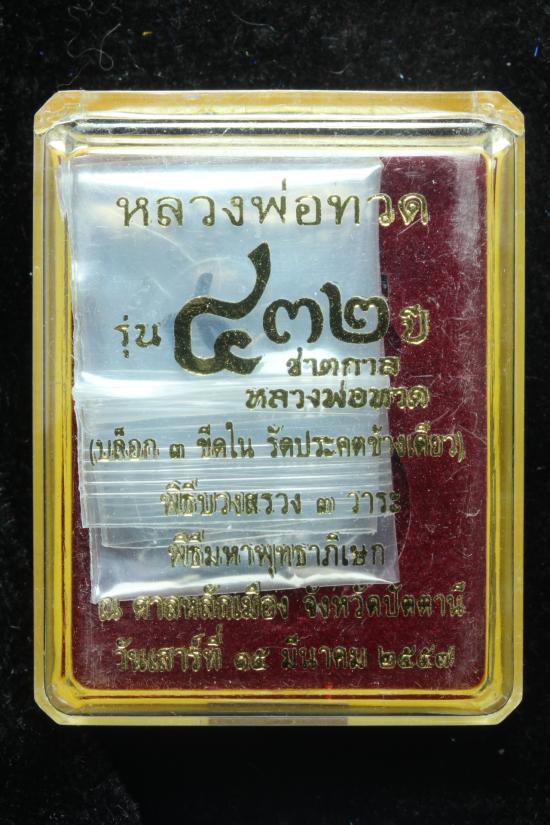 หลวงพ่อทวด
รุ่น ๔๓๒ ปี
ชาตกาล
หลวงพ่อทวด
(บล็อก ๓ ขีดใน รัดประคตข้างเดียว)
พิธีบวงสรวง ๓ วาระ
พิธีมหาพุทธาภิเษก
ณ ศาลหลักเมือง จังหวัดปัตตานี
วันเสาร์ที่ ๑๕ มีนาคม ๒๕๕๗